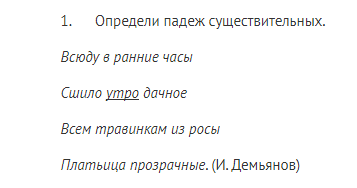 1. Определи падеж существительных.
Всюду в ранние часы
Сшило утро дачное
Всем травинкам из росы
Платьица прозрачные. (И. Демьянов)